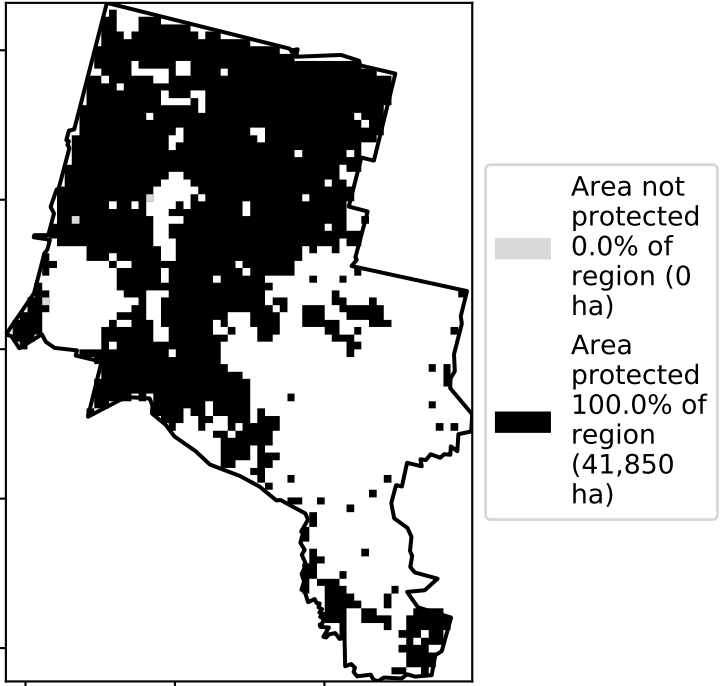 Area not
protected
0.0% of
region (0
ha)
Area
protected
100.0% of
region
(41,850
ha)